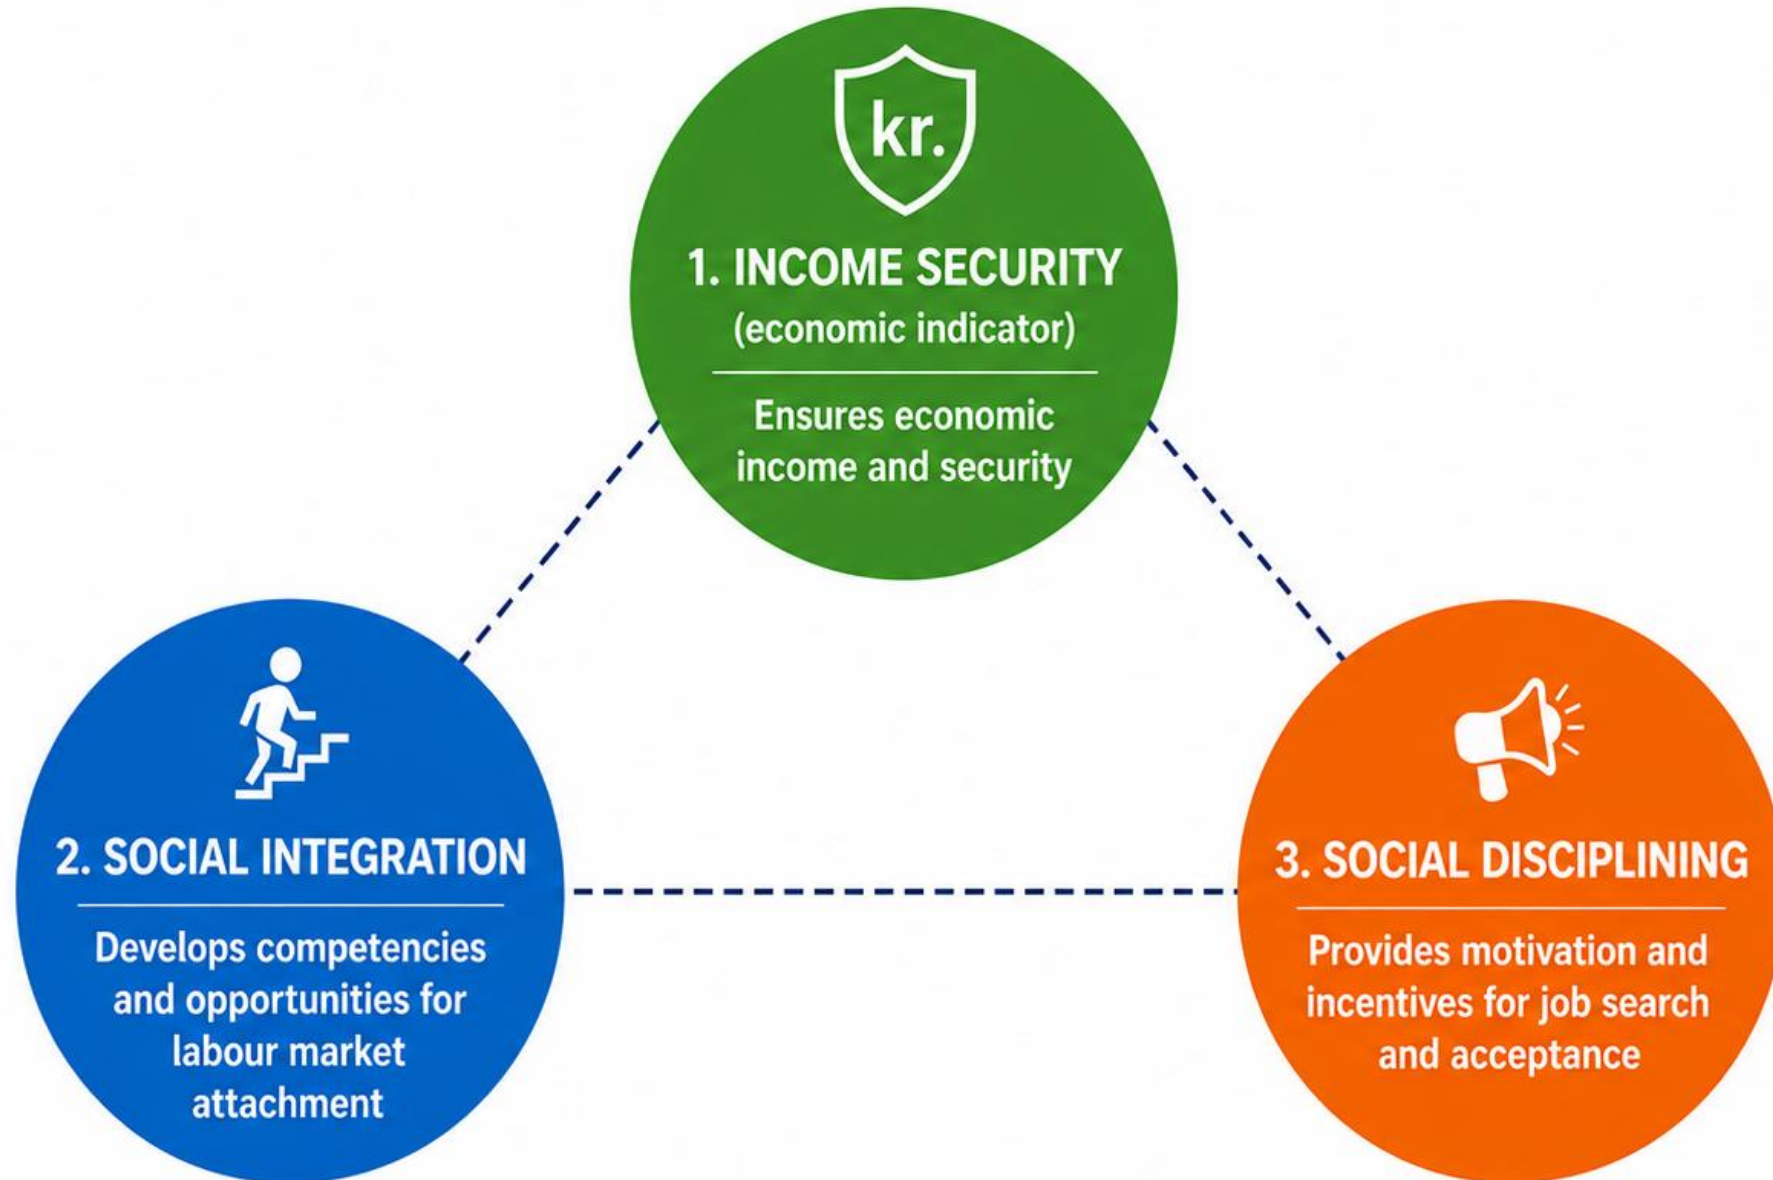 kr.
1. INCOME SECURITY
(economic indicator)
Ensures economic
income and security
2. SOCIAL INTEGRATION
Develops competencies
and opportunities for
labour market
attachment
3. SOCIAL DISCIPLINING
Provides motivation and
incentives for job search
and acceptance